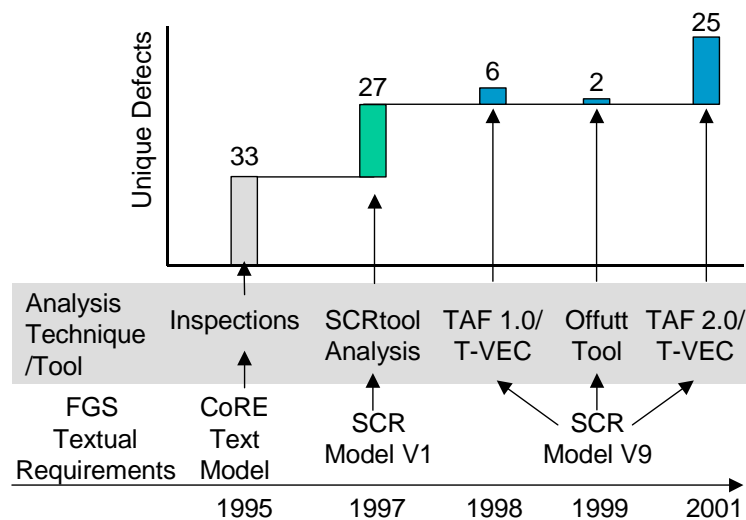 Unique Defects
33
27
6
2
25
Analysis
Technique
/Tool
Inspections
SCRtool
Analysis
TAF 1.0/
T-VEC
Offutt
Tool
TAF 2.0/
T-VEC
FGS
Textual
Requirements
CoRE
Text
Model
SCR
Model V1
SCR
Model V9
1995
1997
1998
1999
2001